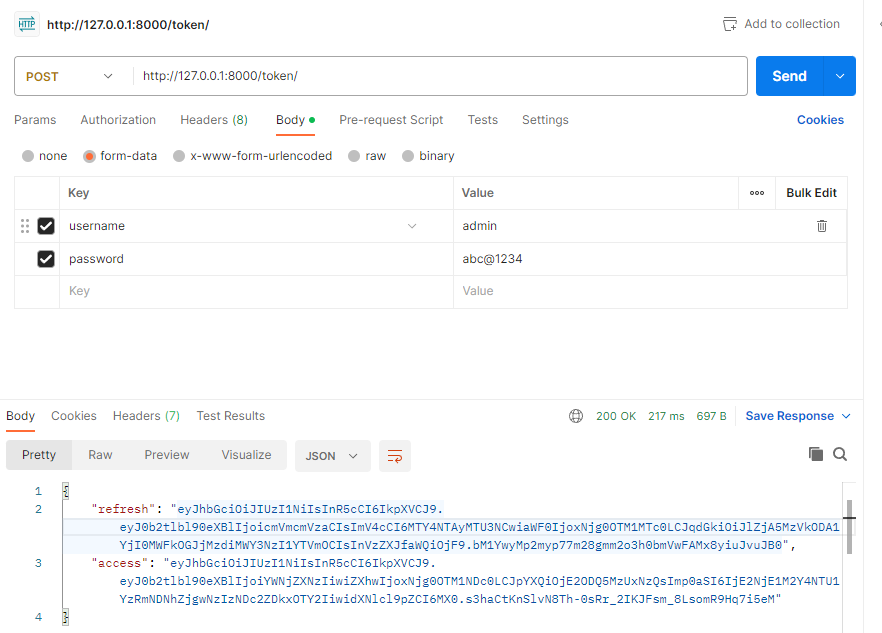 HTTP http://127.0.0.1:8000/token/ Add to collection
POST http://127.0.0.1:8000/token/ Send
Params Authorization Headers (8) Body Pre-request Script Tests Settings Cookies
none form-data x-www-form-urlencoded raw binary
Key Value Bulk Edit
username admin
password abc@1234
Key Value
Body Cookies Headers (7) Test Results 200 OK 217 ms 697 B Save Response
Pretty Raw Preview Visualize JSON
1 {
2 "refresh": "eyJhbGciOiJIUzI1NiIsInR5cCI6IkpXVCJ9.
eyJ0b2tlbl90eXBlIjoicmVmcmVzaCIsImV4cCI6MTY4NTAyMTU3NCwiaWF0IjoxNjg0OTM1MTc0LCJqdGkiOiJlZjA5MzVkODA1
YjI0MWFkOGJjMzdiMWY3NzI1YTVmOCIsInVzZXJfaWQiOjF9.bM1YwyMp2myp77m28gmm2o3h0bmVwFAMx8yiuJvuJB0",
3 "access": "eyJhbGciOiJIUzI1NiIsInR5cCI6IkpXVCJ9.
eyJ0b2tlbl90eXBlIjoiYWNjZXNzIiwiZXhwIjoxNjg0OTM1NDc0LCJpYXQiOjE2ODQ5MzUxNzQsImp0aSI6IjE2NjE1M2Y4NTU1
YzRmNDNhZjgwNzIzNDc2ZDkxOTY2IiwidXNlcl9pZCI6MX0.s3haCtKnSlvN8Th-0sRr_2IKJFsm_8LsomR9Hq7i5eM"
4 }